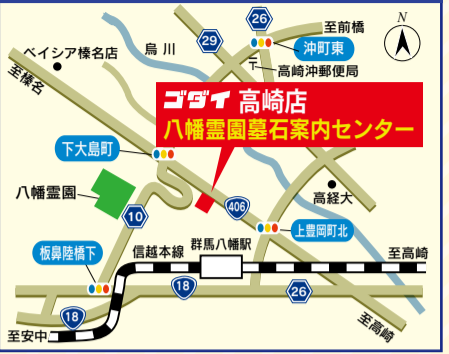 26
至前橋
N
ベイシア榛名店
烏川
29
沖町東
至榛名
〒
高崎沖郵便局
ゴダイ 高崎店
八幡霊園墓石案内センター
下大島町
八幡霊園
10
406
高経大
上豊岡町北
板鼻陸橋下
信越本線
群馬八幡駅
至高崎
18
26
18
至安中
至高崎